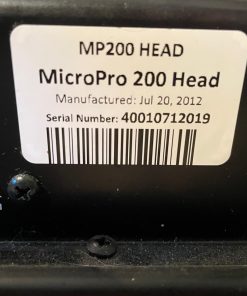 MP200 HEAD
MicroPro 200 Head
Manufactured: Jul 20, 2012
Serial Number: 40010712019